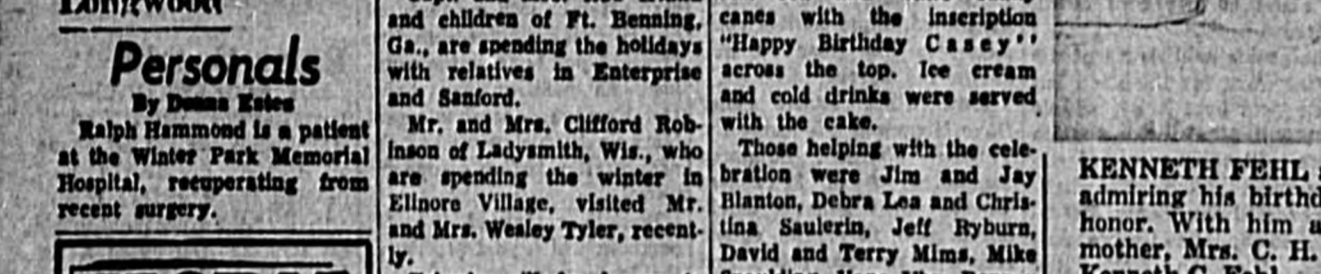 Personals
By Donna Estes
Ralph Hammond is a patient
at the Winter Park Memorial
Hospital, recuperating from
recent surgery.
and children of Ft. Benning,
Ga., are spending the holidays
with relatives in Enterprise
and Sanford.
Mr. and Mrs. Clifford Rob-
inson of Ladysmith, Wis., who
are spending the winter in
Elinore Village, visited Mr.
and Mrs. Wesley Tyler, recent-
ly.
canes with the inscription
"Happy Birthday Casey"
across the top. Ice cream
and cold drinks were served
with the cake.
Those helping with the cele-
bration were Jim and Jay
Blanton, Debra Lea and Chris-
tina Saulerin, Jeff Ryburn,
David and Terry Mims, Mike
KENNETH FEHL
admiring his birthd
honor. With him a
mother, Mrs. C. H.